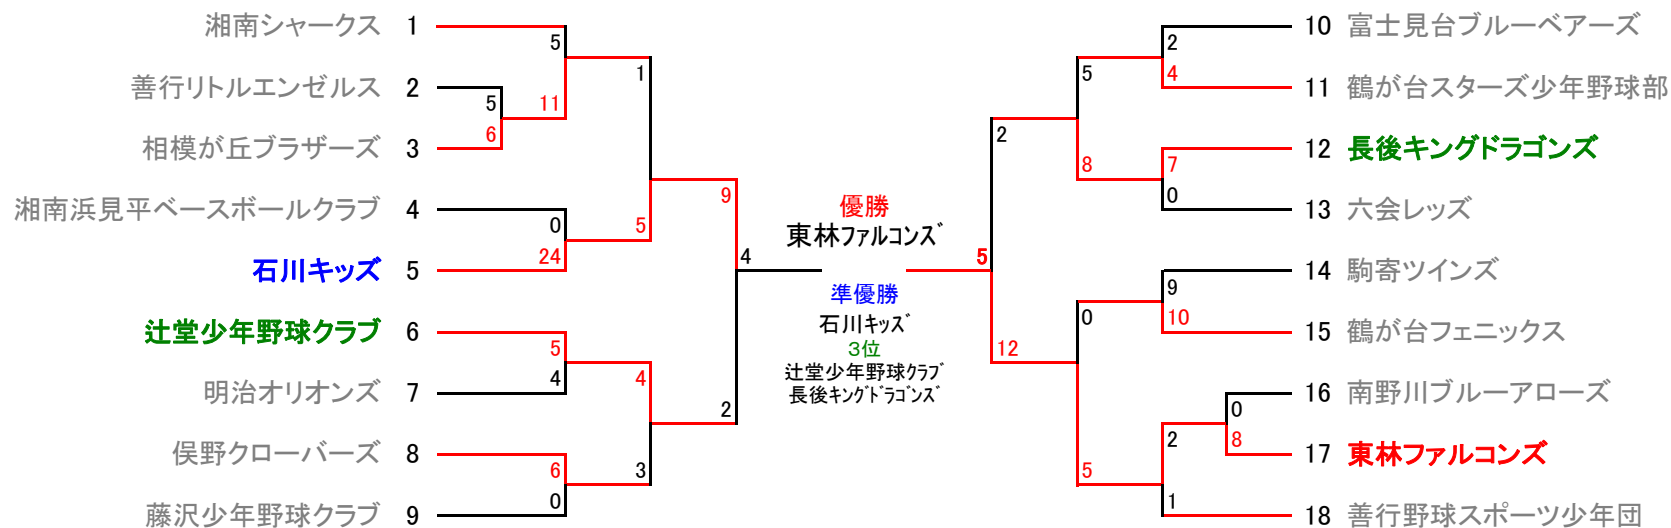 湘南シャークス 1
善行リトルエンゼルス 2
相模が丘ブラザーズ 3
湘南浜見平ベースボールクラブ 4
石川キッズ 5
辻堂少年野球クラブ 6
明治オリオンズ 7
俣野クローバーズ 8
藤沢少年野球クラブ 9
5
5
6
11
1
0
24
5
9
5
4
4
6
0
3
2
4
優勝
東林ファルコンズ
準優勝
石川キッズ
3位
辻堂少年野球クラブ
長後キングドラゴンズ
5
2
12
5
8
0
5
2
4
7
0
9
10
2
1
0
8
10 富士見台ブルーベアーズ
11 鶴が台スターズ少年野球部
12 長後キングドラゴンズ
13 六会レッズ
14 駒寄ツインズ
15 鶴が台フェニックス
16 南野川ブルーアローズ
17 東林ファルコンズ
18 善行野球スポーツ少年団